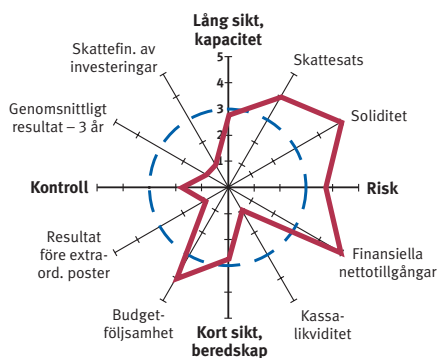 Lång sikt,
kapacitet
5
4
3
2
1
Skattefin. av
investeringar
Skattesats
Genomsnittligt
resultat – 3 år
Soliditet
Kontroll
Risk
Resultat
före extra-
ord. poster
Finansiella
nettotillgångar
Budget-
följsamhet
Kassa-
likviditet
Kort sikt,
beredskap